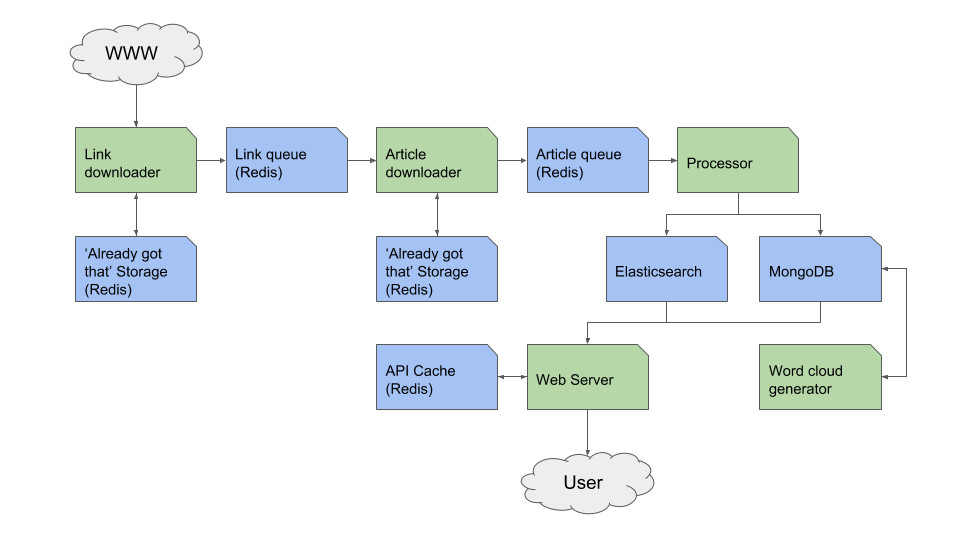 WWW
Link
downloader
Link queue
(Redis)
Article
downloader
Article queue
(Redis)
Processor
‘Already got
that’ Storage
(Redis)
‘Already got
that’ Storage
(Redis)
Elasticsearch
MongoDB
API Cache
(Redis)
Web Server
Word cloud
generator
User